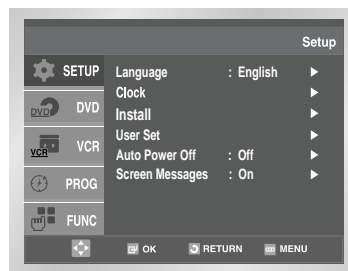 Setup
SETUP
Language : English ►
Clock ►
Install ►
User Set ►
Auto Power Off : Off ►
Screen Messages : On ►
DVD DVD
VCR VCR
PROG
FUNC
OK RETURN MENU